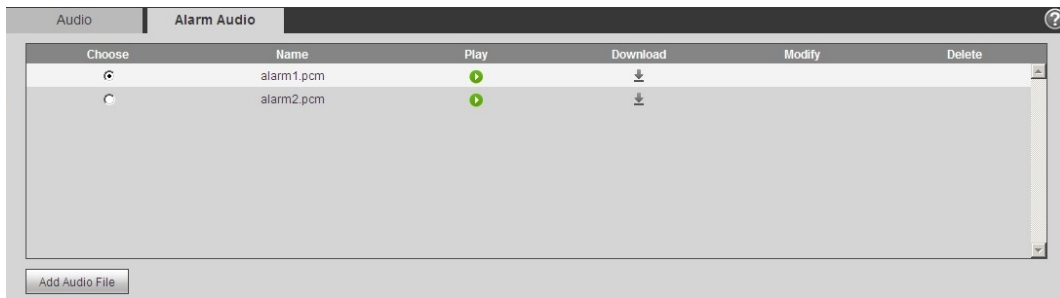 Audio Alarm Audio ?
Choose Name Play Download Modify Delete
alarm1.pcm
alarm2.pcm
Add Audio File